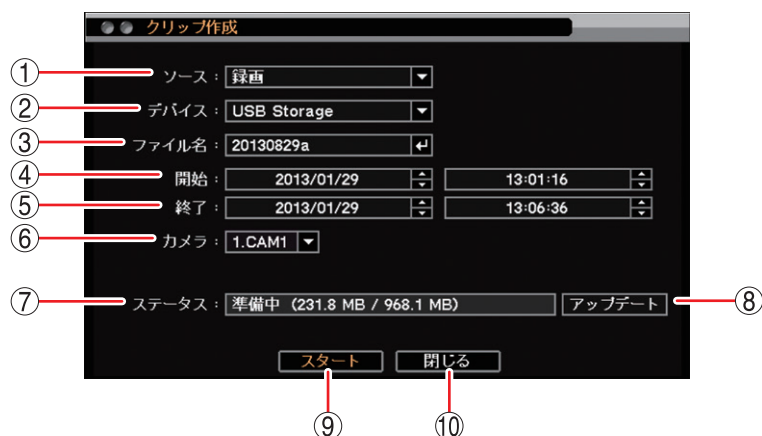 クリップ作成
① ソース : 録画
② デバイス : USB Storage
③ ファイル名 : 20130829a
④ 開始 : 2013/01/29 13:01:16
⑤ 終了 : 2013/01/29 13:06:36
⑥ カメラ : 1.CAM1
⑦ ステータス : 準備中 (231.8 MB / 968.1 MB) アップデート ⑧
スタート 閉じる
⑨ ⑩